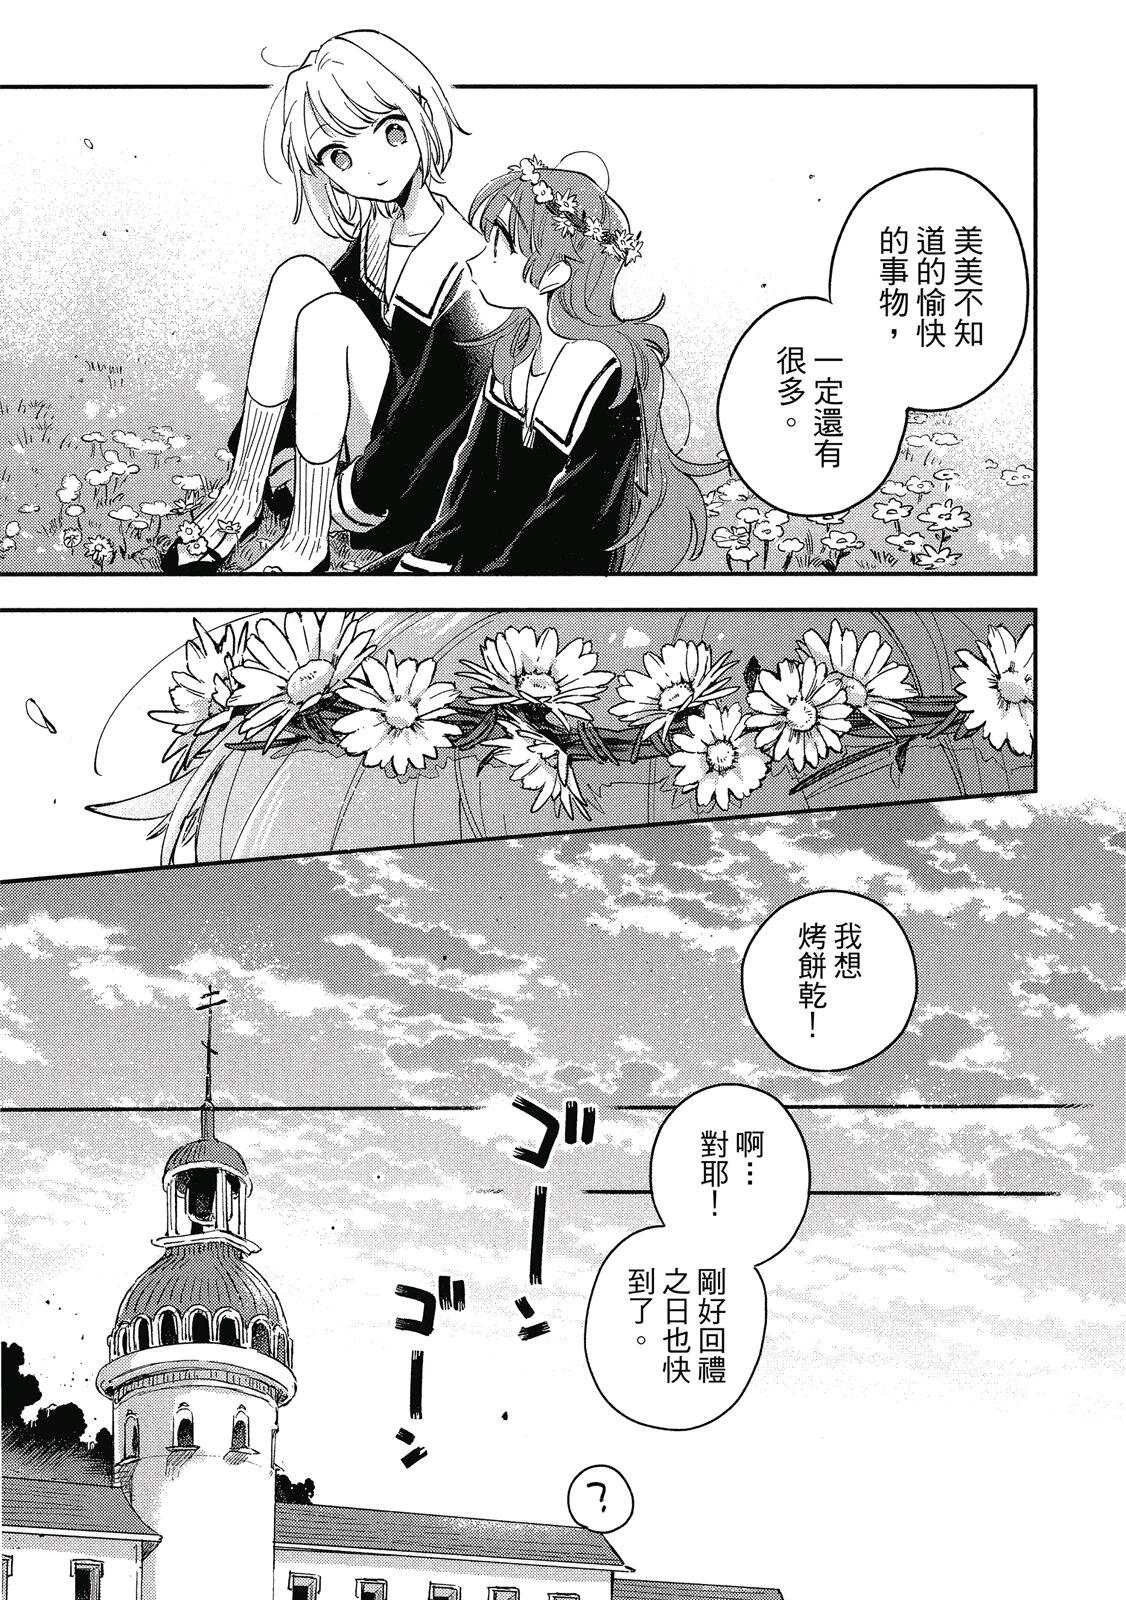 美美不知
道的愉快
的事物，
一定還有
很多。
我想
烤餅乾！
啊…
對耶！
剛好回禮
之日也快
到了。
ゴーン
ゴーン
?